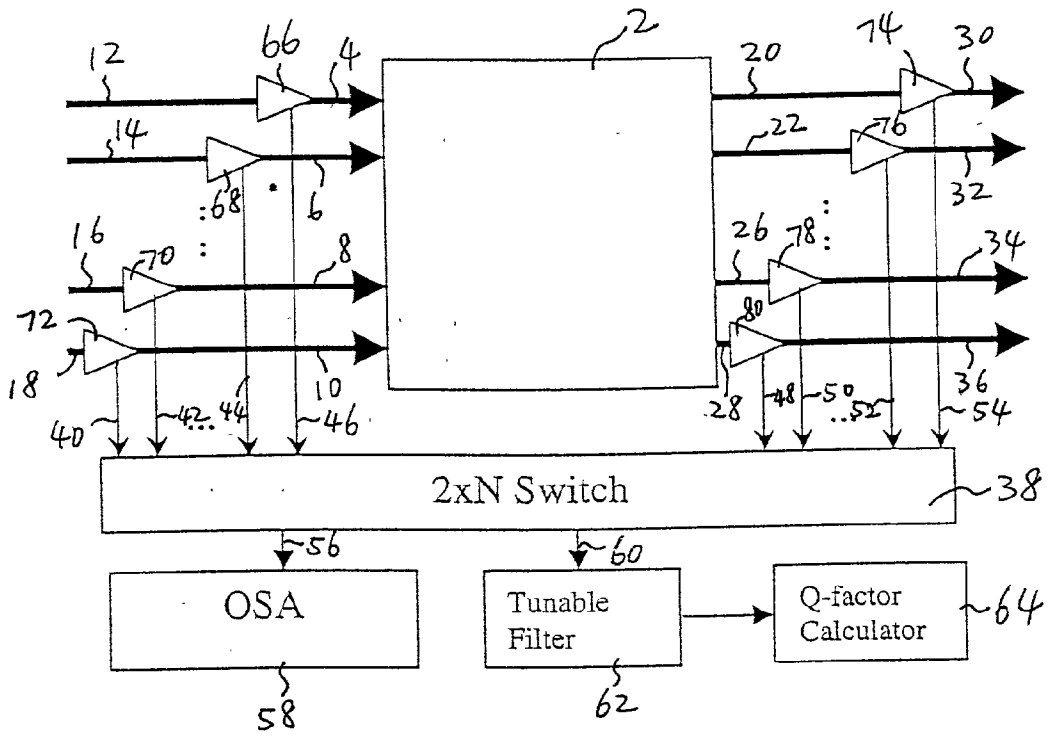 66 4 2 74 30
12 20
14 22 76
68 6 32
16 70 8 26 78 34
72 80
18 10 28 48 50 52 36
40 42 ... 44 46 ... 54
2xN Switch 38
56 60
OSA Tunable Q-factor 64
Filter Calculator
58 62